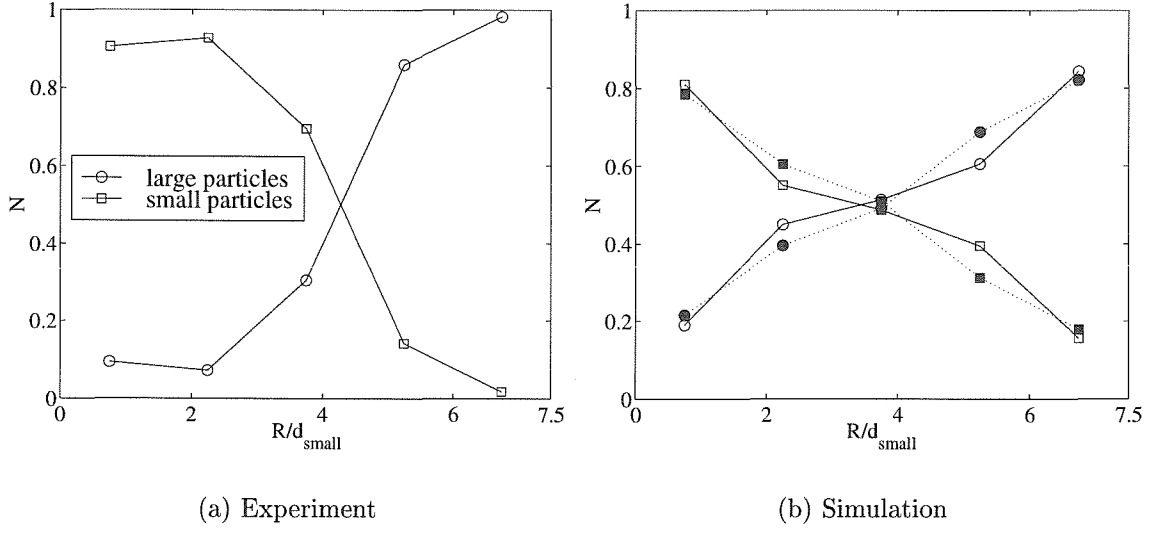 1
0.8
0.6
0.4
0.2
0
N
large particles
small particles
0 2 4 6 7.5
R/d_small
(a) Experiment
1
0.8
0.6
0.4
0.2
0
N
0 2 4 6 7.5
R/d_small
(b) Simulation